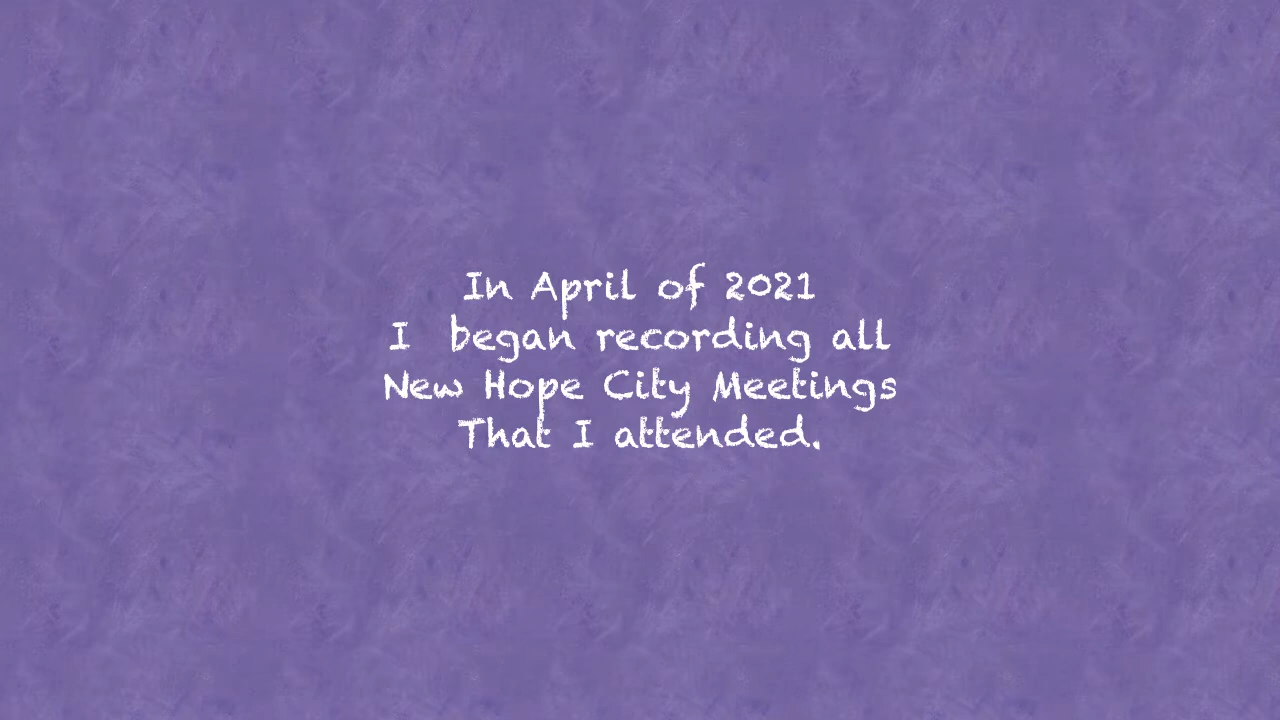 In April of 2021
I  began recording all
New Hope City Meetings
That I attended.